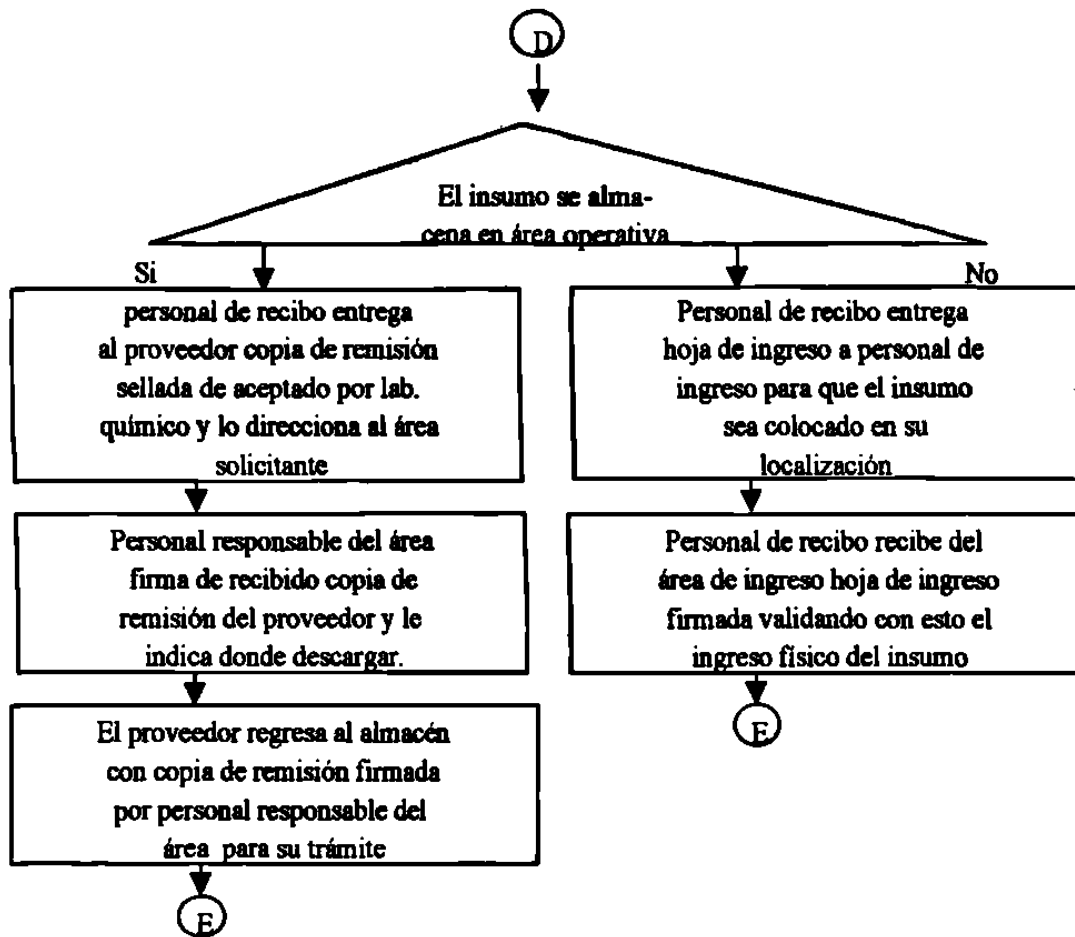 D
El insumo se alma-
cena en área operativa
Si
No
personal de recibo entrega
al proveedor copia de remisión
sellada de aceptado por lab.
químico y lo direcciona al área
solicitante
Personal de recibo entrega
hoja de ingreso a personal de
ingreso para que el insumo
sea colocado en su
localización
Personal responsable del área
firma de recibido copia de
remisión del proveedor y le
indica donde descargar.
Personal de recibo recibe del
área de ingreso hoja de ingreso
firmada validando con esto el
ingreso físico del insumo
El proveedor regresa al almacén
con copia de remisión firmada
por personal responsable del
área para su trámite
E
E